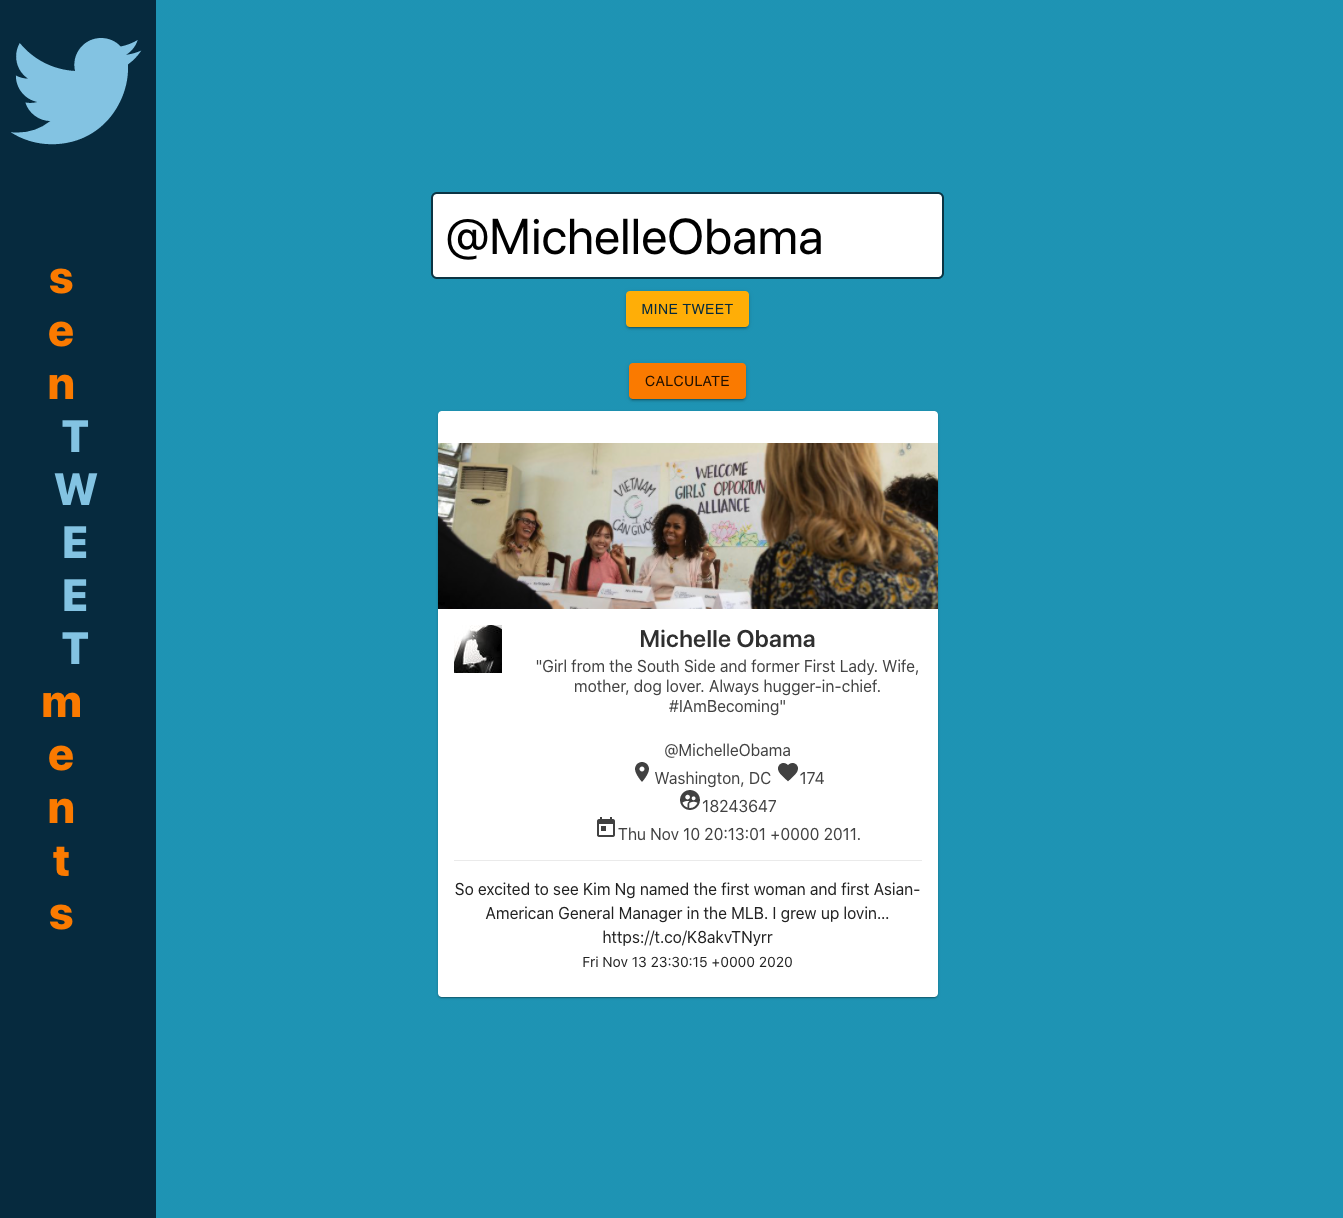 s
e
n
T
W
E
E
T
m
e
n
t
s
@MichelleObama
MINE TWEET
CALCULATE
VIETNAM
CAN GIUOC
WELCOME
GIRLS OPPORTUN
ALLIANCE
Michelle Obama
"Girl from the South Side and former First Lady. Wife,
mother, dog lover. Always hugger-in-chief.
#IAmBecoming"
@MichelleObama
Washington, DC 174
18243647
Thu Nov 10 20:13:01 +0000 2011.
So excited to see Kim Ng named the first woman and first Asian-
American General Manager in the MLB. I grew up lovin…
https://t.co/K8akvTNyrr
Fri Nov 13 23:30:15 +0000 2020